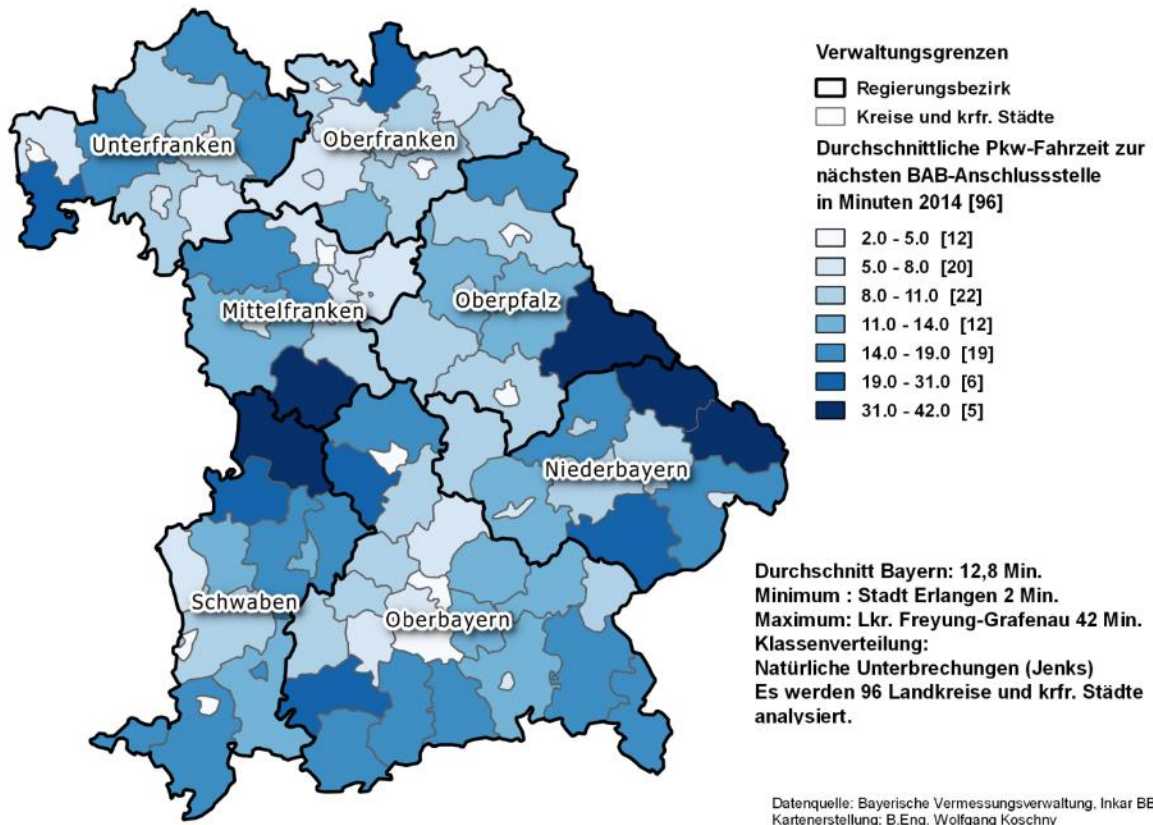 Unterfranken
Oberfranken
Mittelfranken
Oberpfalz
Niederbayern
Schwaben
Oberbayern
Verwaltungsgrenzen
Regierungsbezirk
Kreise und krfr. Städte
Durchschnittliche Pkw-Fahrzeit zur
nächsten BAB-Anschlussstelle
in Minuten 2014 [96]
2.0 - 5.0 [12]
5.0 - 8.0 [20]
8.0 - 11.0 [22]
11.0 - 14.0 [12]
14.0 - 19.0 [19]
19.0 - 31.0 [6]
31.0 - 42.0 [5]
Durchschnitt Bayern: 12,8 Min.
Minimum : Stadt Erlangen 2 Min.
Maximum: Lkr. Freyung-Grafenau 42 Min.
Klassenverteilung:
Natürliche Unterbrechungen (Jenks)
Es werden 96 Landkreise und krfr. Städte
analysiert.
Datenquelle: Bayerische Vermessungsverwaltung, Inkar BB
Kartenerstellung: B.Eng. Wolfgang Koschny